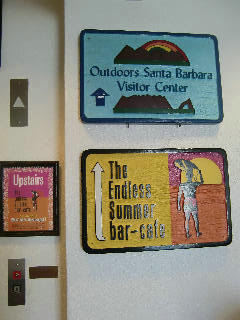 Outdoors Santa Barbara
Visitor Center
The
Endless
Summer
bar-cafe
Upstairs